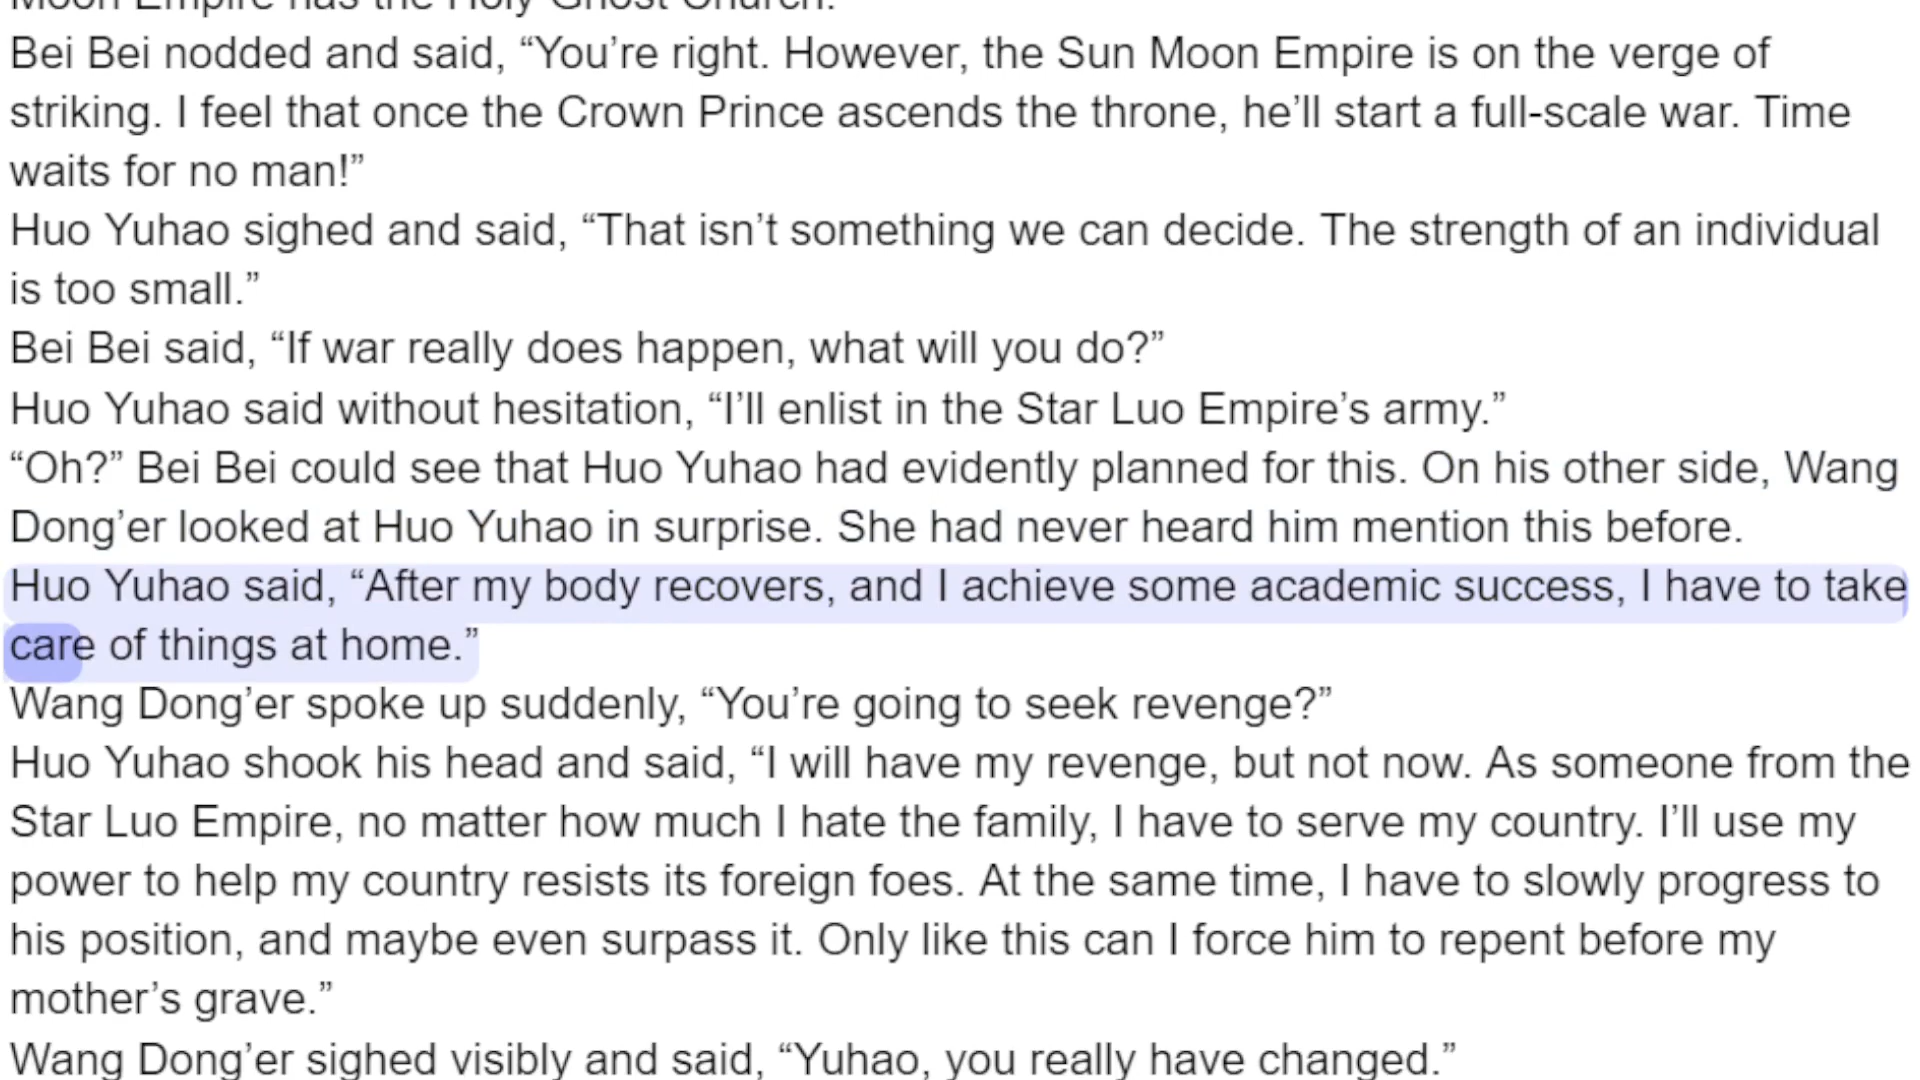 Moon Empire has the Holy Ghost Church.
Bei Bei nodded and said, “You’re right. However, the Sun Moon Empire is on the verge of
striking. I feel that once the Crown Prince ascends the throne, he’ll start a full-scale war. Time
waits for no man!”
Huo Yuhao sighed and said, “That isn’t something we can decide. The strength of an individual
is too small.”
Bei Bei said, “If war really does happen, what will you do?”
Huo Yuhao said without hesitation, “I’ll enlist in the Star Luo Empire’s army.”
“Oh?” Bei Bei could see that Huo Yuhao had evidently planned for this. On his other side, Wang
Dong’er looked at Huo Yuhao in surprise. She had never heard him mention this before.
Huo Yuhao said, “After my body recovers, and I achieve some academic success, I have to take
care of things at home.”
Wang Dong’er spoke up suddenly, “You’re going to seek revenge?”
Huo Yuhao shook his head and said, “I will have my revenge, but not now. As someone from the
Star Luo Empire, no matter how much I hate the family, I have to serve my country. I’ll use my
power to help my country resists its foreign foes. At the same time, I have to slowly progress to
his position, and maybe even surpass it. Only like this can I force him to repent before my
mother’s grave.”
Wang Dong’er sighed visibly and said, “Yuhao, you really have changed.”